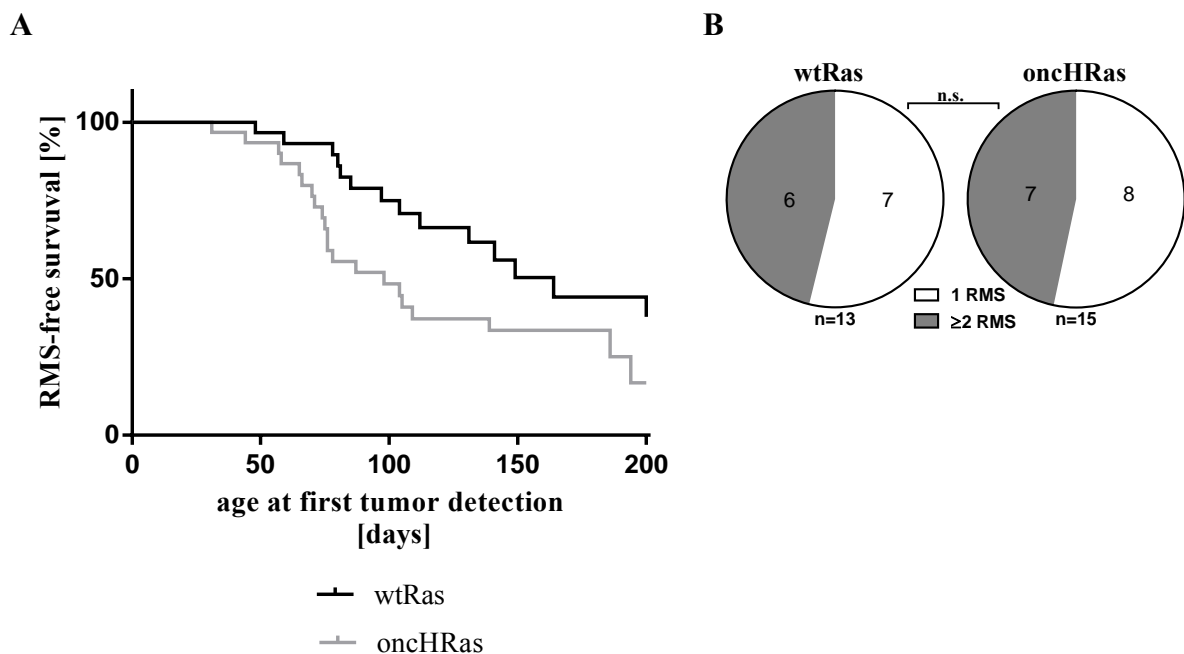 A
RMS-free survuval [%]
100
50
0
0 50 100 150 200
age at first tumor detection
[days]
wtRas
oncHRas
B
wtRas
oncHRas
n.s.
6
7
7
8
1 RMS
≥2 RMS
n=13
n=15